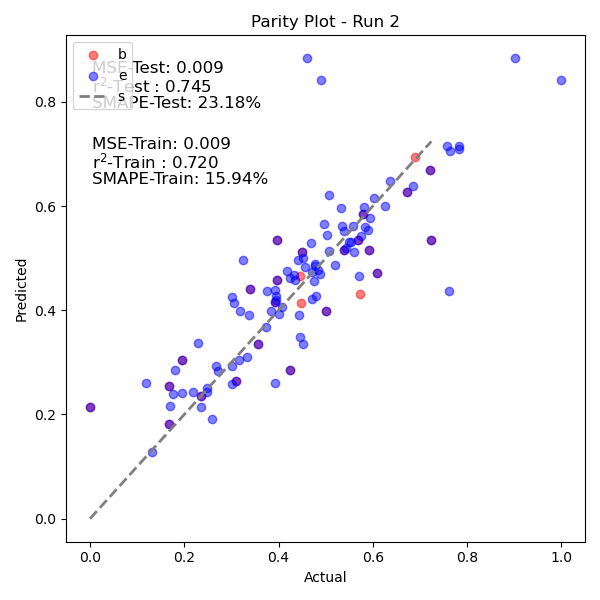 Parity Plot - Run 2
b
e
s
MSE-Test: 0.009
r²-Test : 0.745
SMAPE-Test: 23.18%
MSE-Train: 0.009
r²-Train : 0.720
SMAPE-Train: 15.94%
Predicted
0.8
0.6
0.4
0.2
0.0
0.0 0.2 0.4 0.6 0.8 1.0
Actual